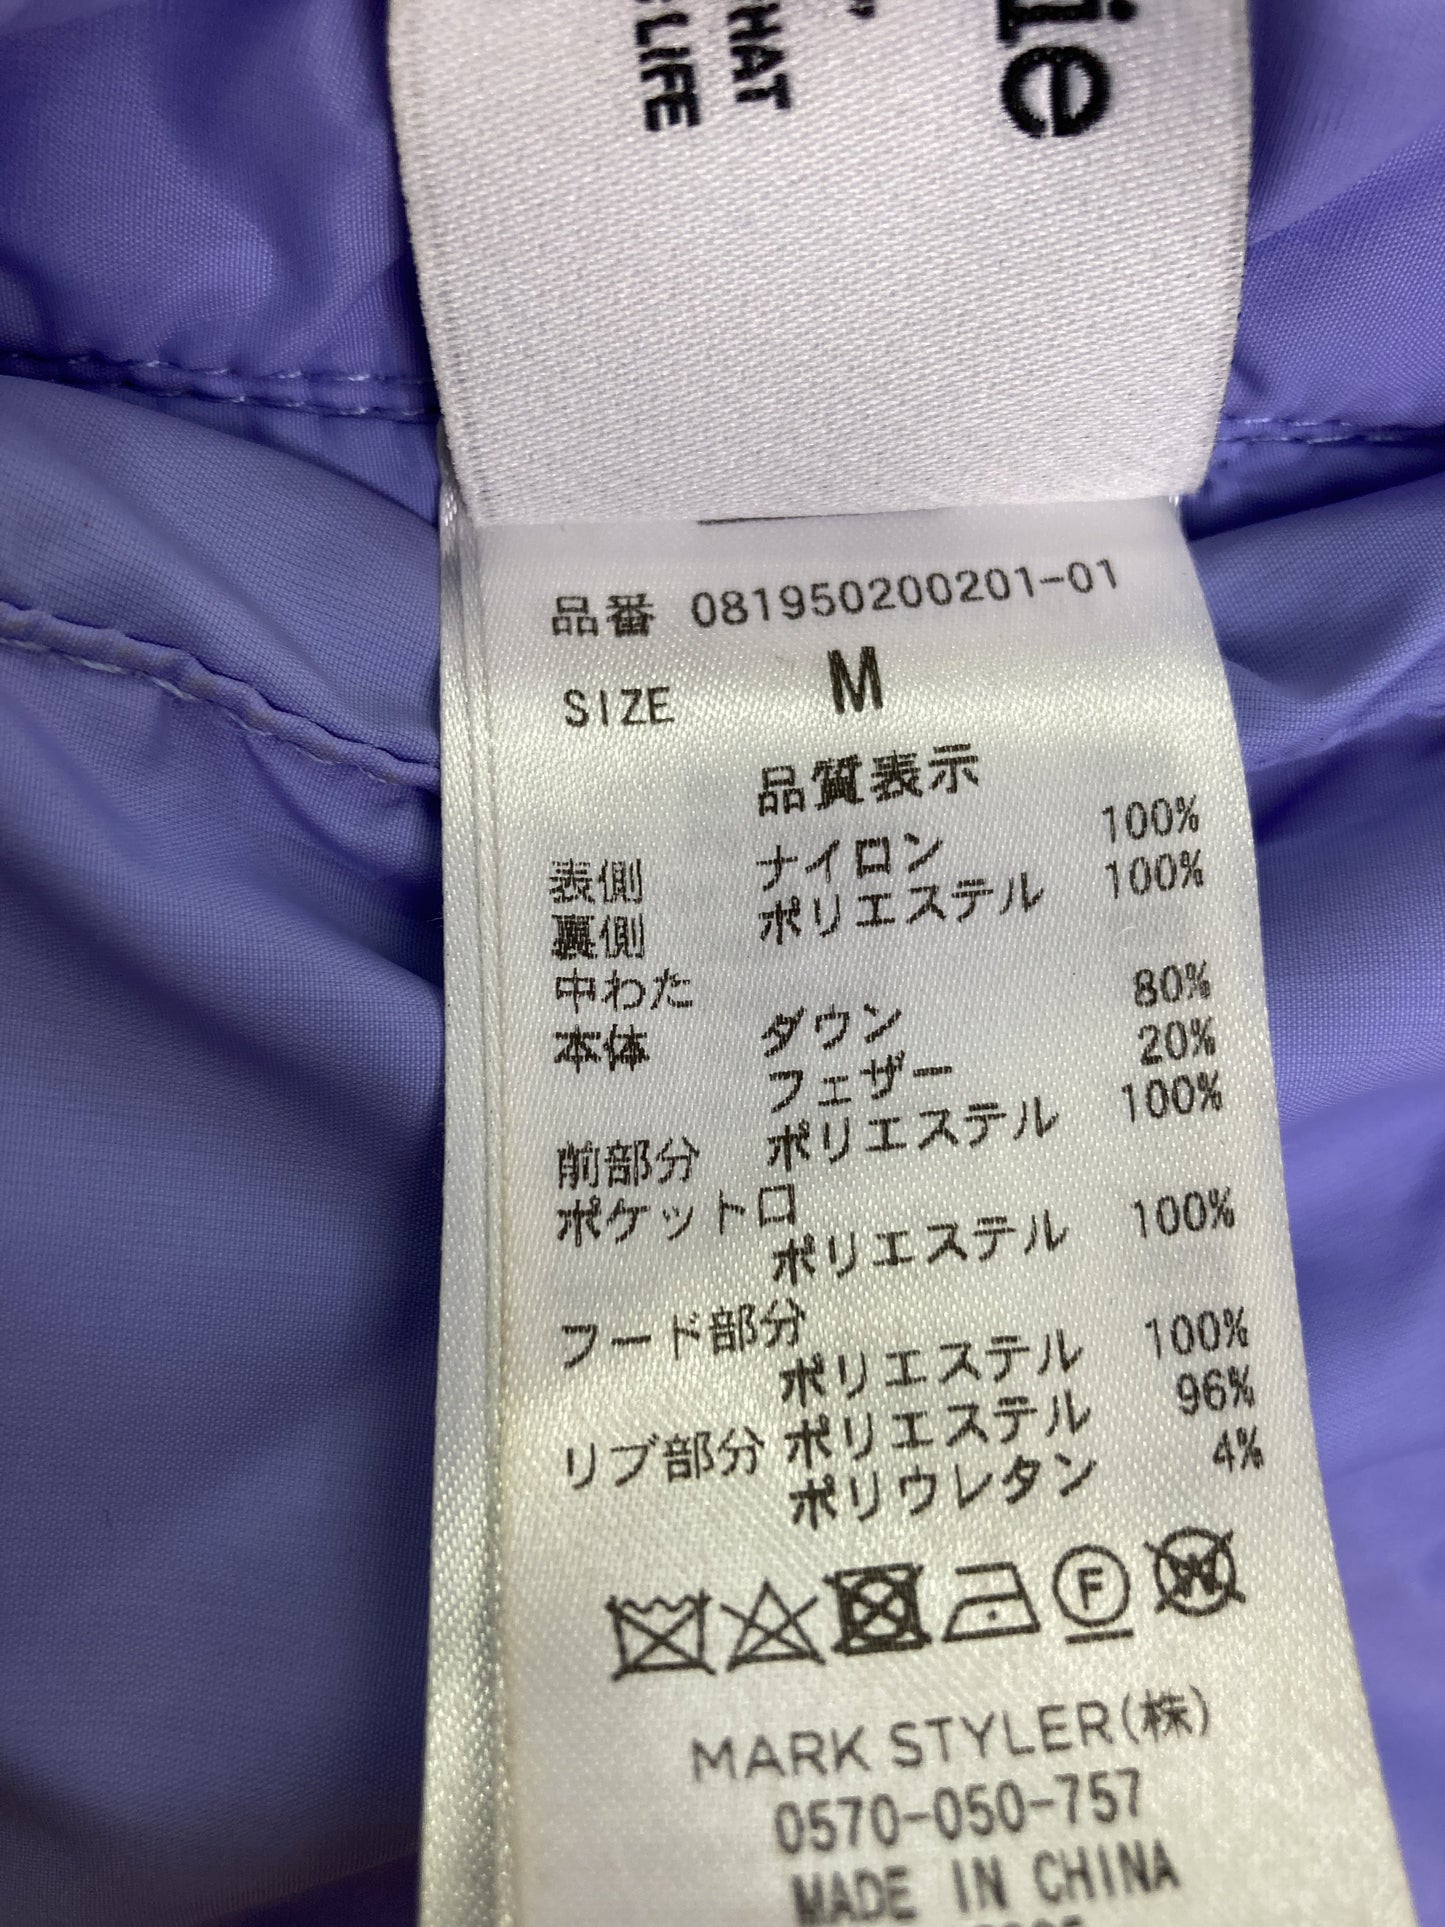 THAT
LIFE
ie
品番 081950200201-01
SIZE M
品質表示
表側 ナイロン 100%
裏側 ポリエステル 100%
中わた
本体 ダウン 80%
フェザー 20%
前部分 ポリエステル 100%
ポケット口
ポリエステル 100%
フード部分
ポリエステル 100%
リブ部分 ポリエステル 96%
ポリウレタン 4%
F
W
MARK STYLER(株)
0570-050-757
MADE IN CHINA